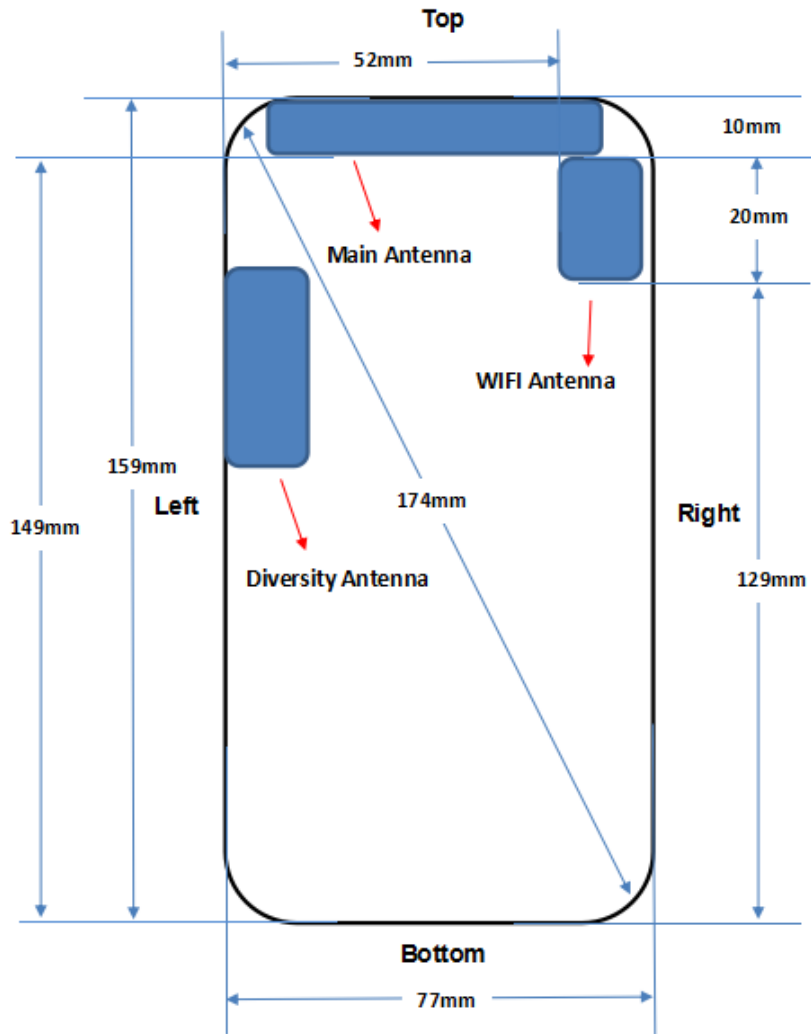 Top
52mm
10mm
20mm
Main Antenna
WIFI Antenna
159mm
174mm
Left
Right
149mm
Diversity Antenna
129mm
Bottom
77mm